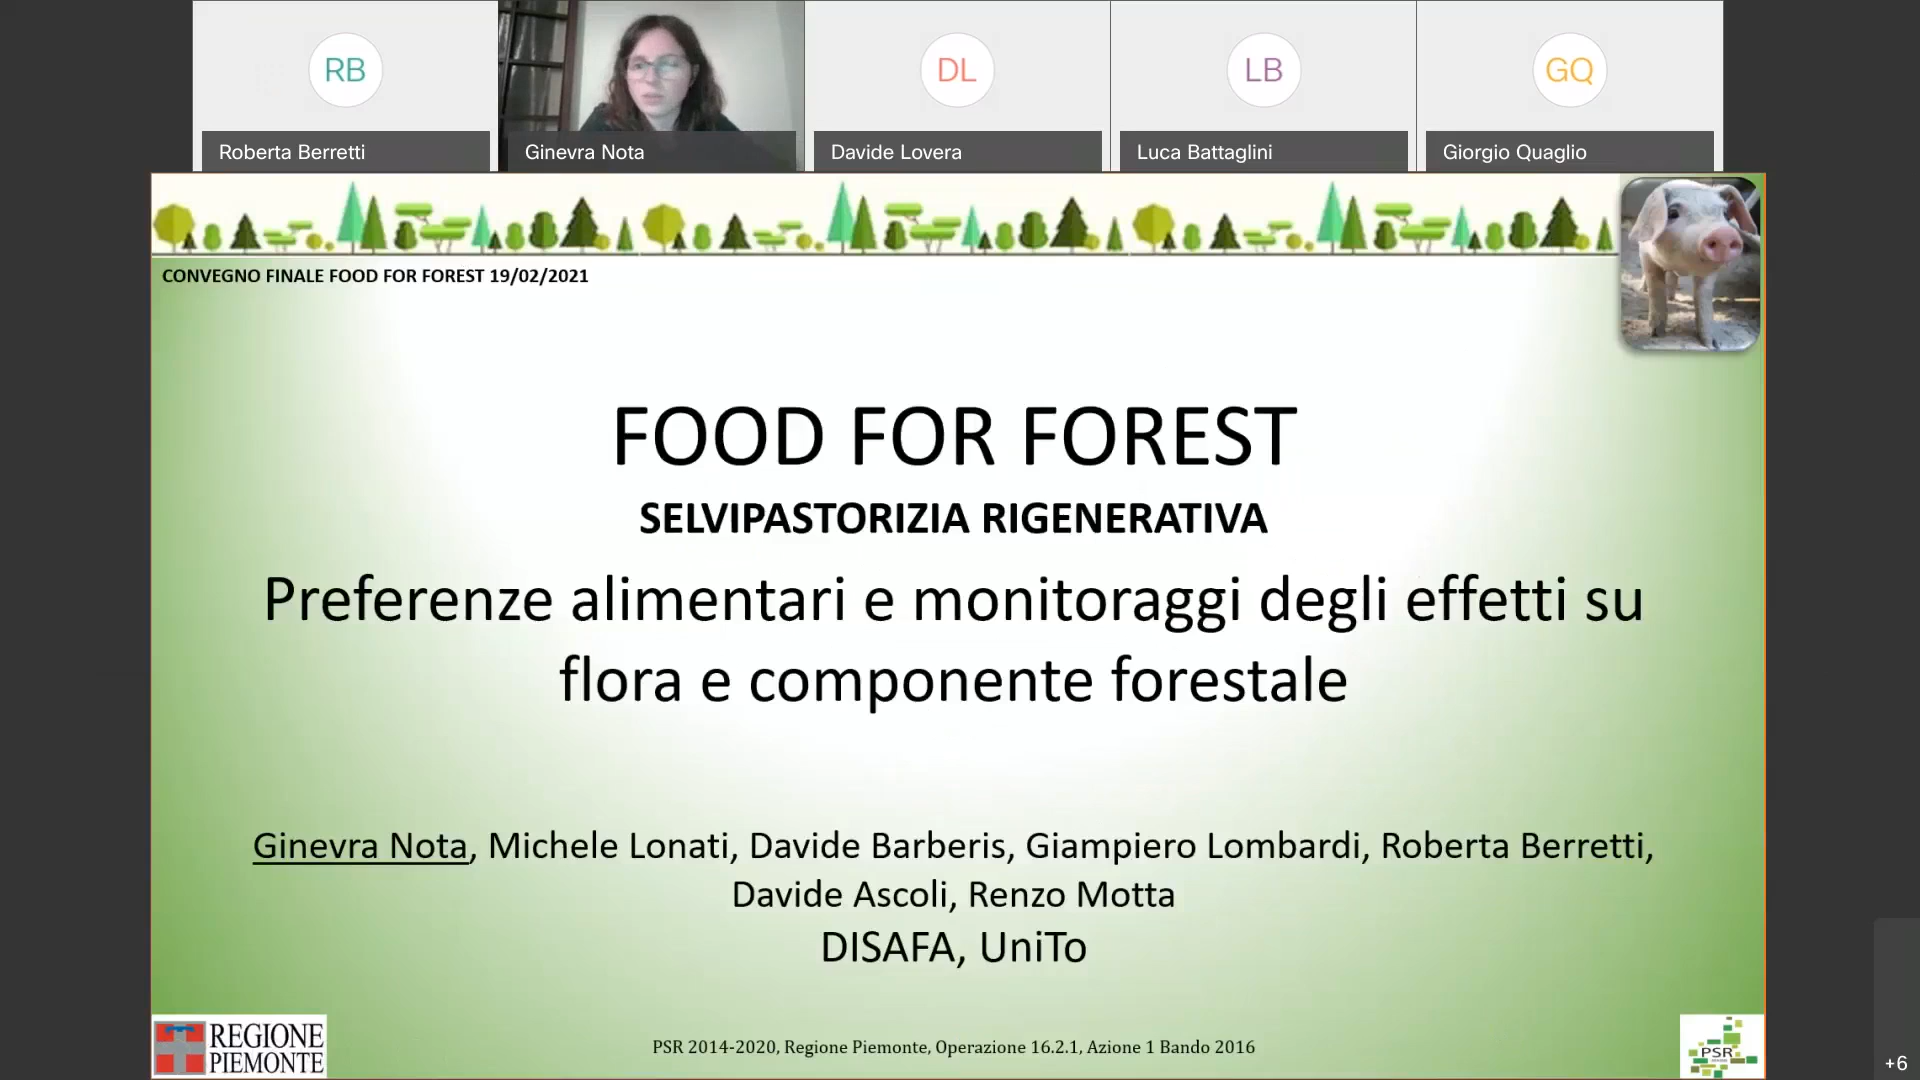 RB
DL
LB
GQ
Roberta Berretti
Ginevra Nota
Davide Lovera
Luca Battaglini
Giorgio Quaglio
CONVEGNO FINALE FOOD FOR FOREST 19/02/2021
FOOD FOR FOREST
SELVIPASTORIZIA RIGENERATIVA
Preferenze alimentari e monitoraggi degli effetti su
flora e componente forestale
Ginevra Nota, Michele Lonati, Davide Barberis, Giampiero Lombardi, Roberta Berretti,
Davide Ascoli, Renzo Motta
DISAFA, UniTo
REGIONE
PIEMONTE
PSR 2014-2020, Regione Piemonte, Operazione 16.2.1, Azione 1 Bando 2016
PSR
+6